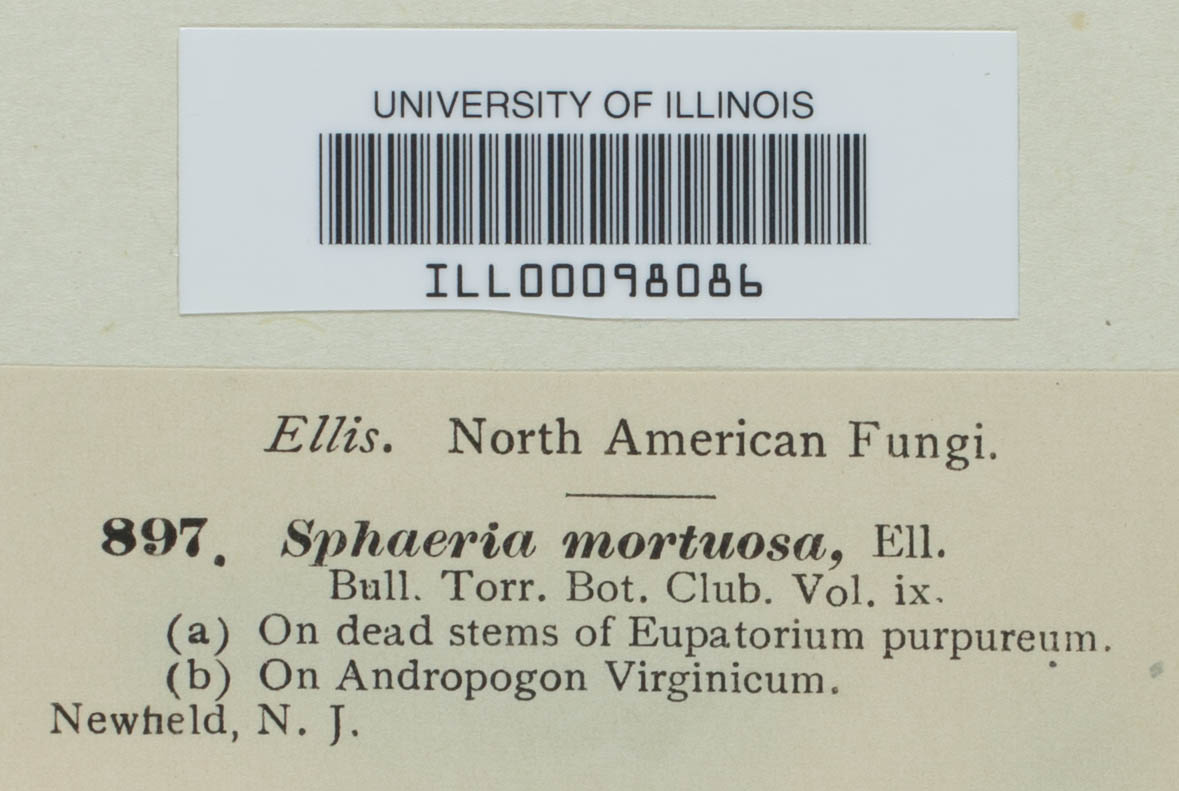 UNIVERSITY OF ILLINOIS
ILL00098086
Ellis. North American Fungi.
897. Sphaeria mortuosa, Ell.
Bull. Torr. Bot. Club. Vol. ix.
(a) On dead stems of Eupatorium purpureum.
(b) On Andropogon Virginicum.
Newfield, N. J.